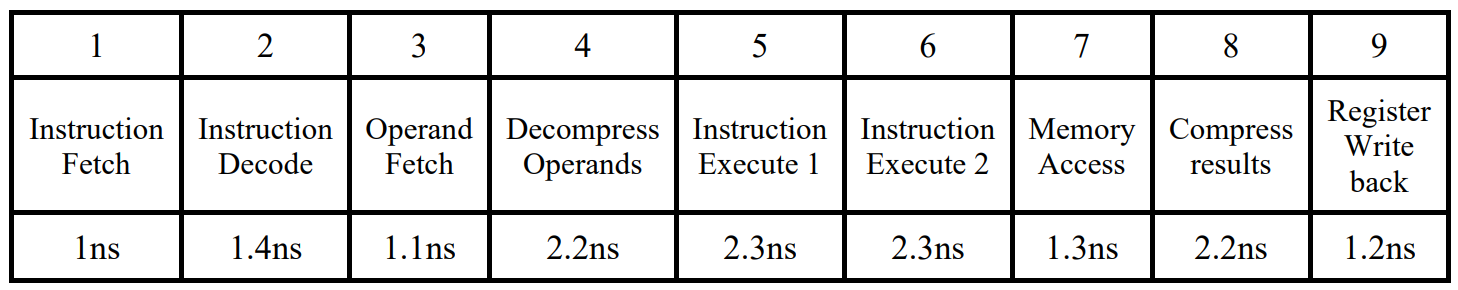 1 2 3 4 5 6 7 8 9
Instruction Fetch Instruction Decode Operand Fetch Decompress Operands Instruction Execute 1 Instruction Execute 2 Memory Access Compress results Register Write back
1ns 1.4ns 1.1ns 2.2ns 2.3ns 2.3ns 1.3ns 2.2ns 1.2ns